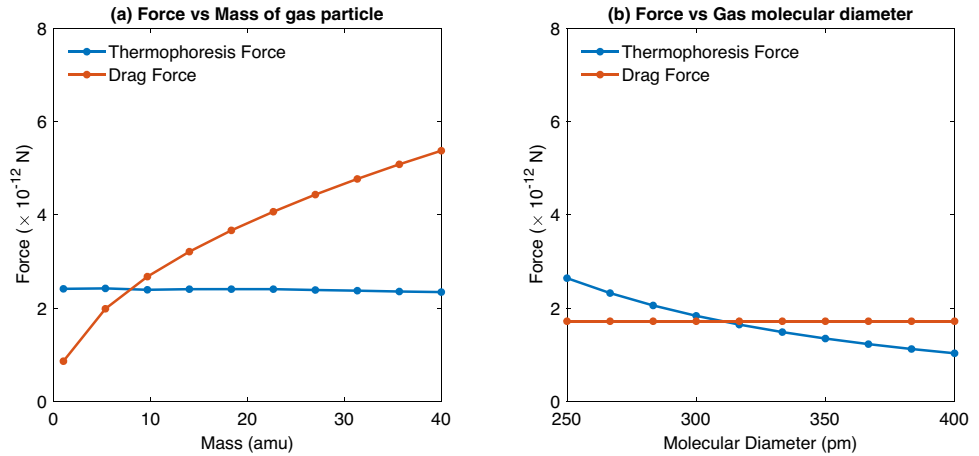 (a) Force vs Mass of gas particle
8
6
4
2
0
Force (× 10⁻¹² N)
Thermophoresis Force
Drag Force
0 10 20 30 40
Mass (amu)
(b) Force vs Gas molecular diameter
8
6
4
2
0
Force (× 10⁻¹² N)
Thermophoresis Force
Drag Force
250 300 350 400
Molecular Diameter (pm)